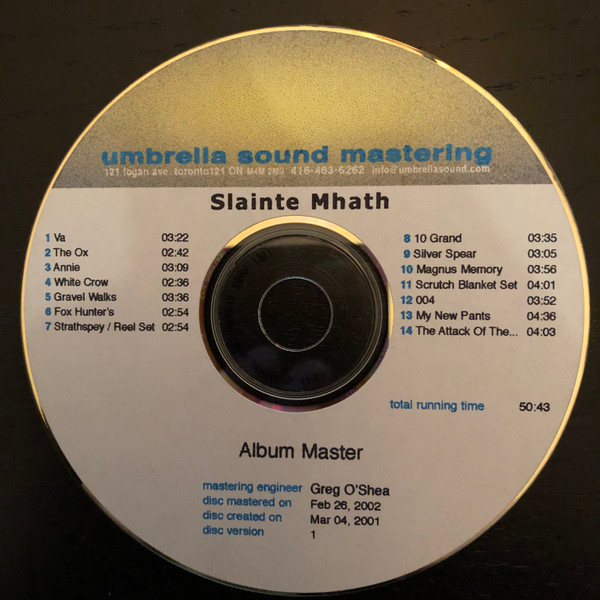 umbrella sound mastering
121 logan ave. toronto121 ON M4M 2M9 416-463-6262 info@umbrellasound.com
Slainte Mhath
1 Va 03:22
2 The Ox 02:42
3 Annie 03:09
4 White Crow 02:36
5 Gravel Walks 03:36
6 Fox Hunter's 02:54
7 Strathspey / Reel Set 02:54
8 10 Grand 03:35
9 Silver Spear 03:05
10 Magnus Memory 03:56
11 Scrutch Blanket Set 04:01
12 004 03:52
13 My New Pants 04:36
14 The Attack Of The... 04:03
total running time 50:43
Album Master
mastering engineer Greg O'Shea
disc mastered on Feb 26, 2002
disc created on Mar 04, 2001
disc version 1